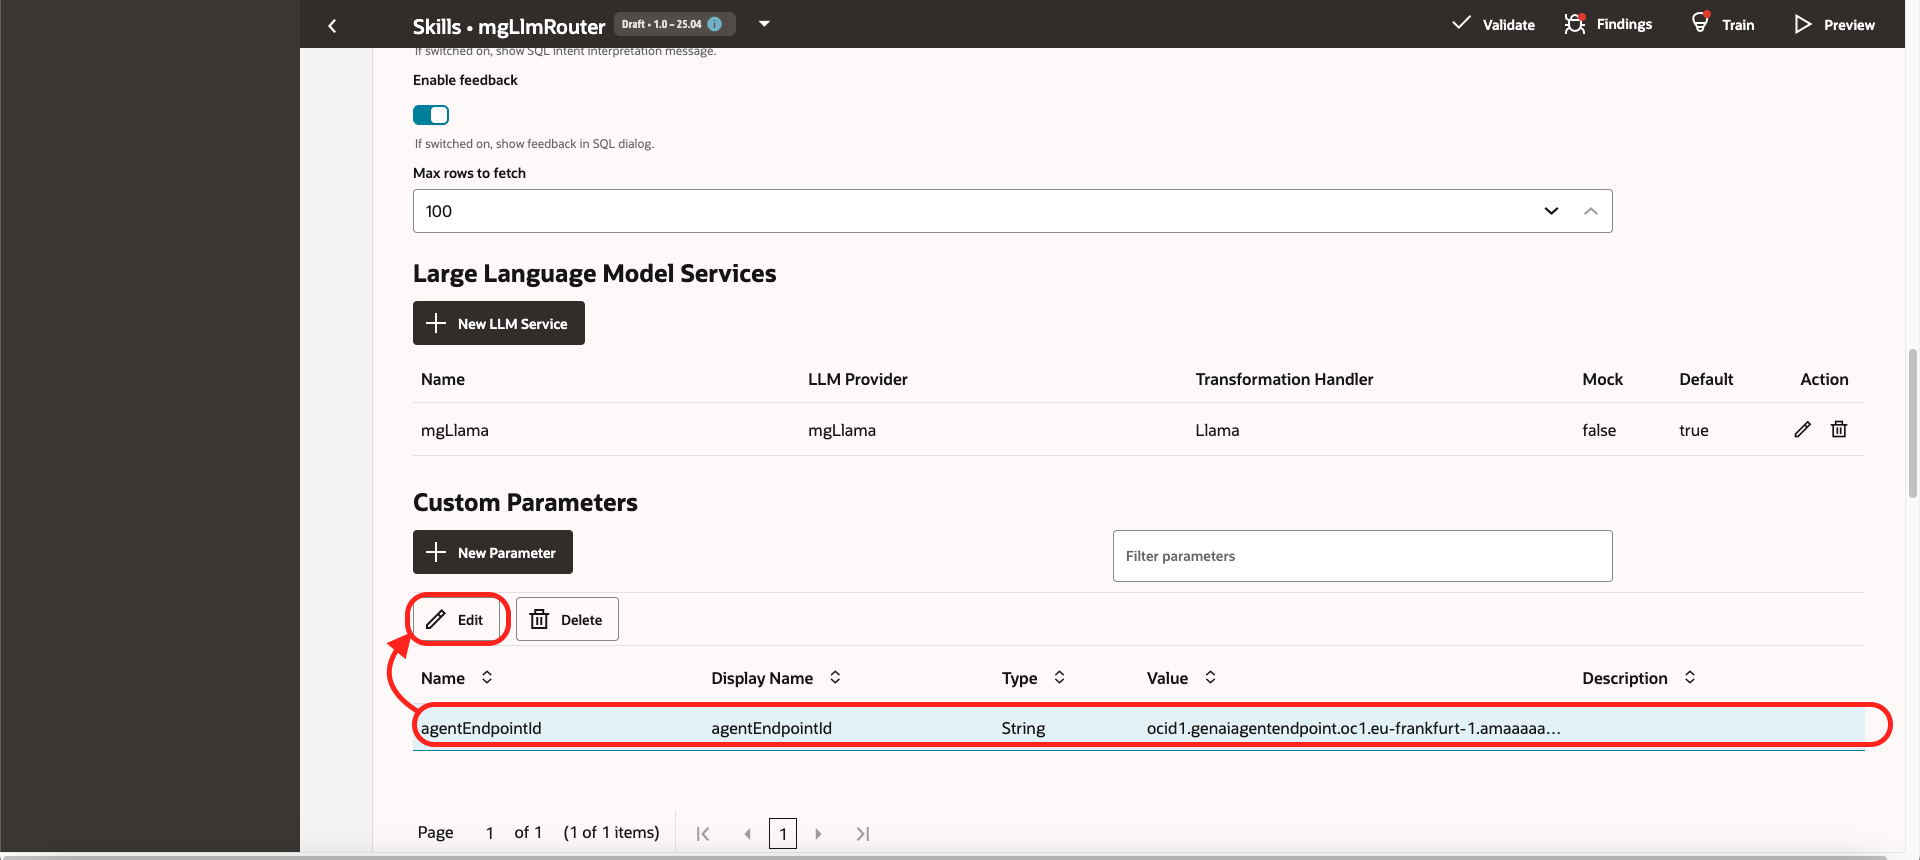 Skills • mgLlmRouter Draft • 1.0 – 25.04 i
Validate Findings Train Preview
If switched on, show SQL intent interpretation message.
Enable feedback
If switched on, show feedback in SQL dialog.
Max rows to fetch
100
Large Language Model Services
New LLM Service
Name LLM Provider Transformation Handler Mock Default Action
mgLlama mgLlama Llama false true
Custom Parameters
New Parameter Filter parameters
Edit Delete
Name Display Name Type Value Description
agentEndpointId agentEndpointId String ocid1.genaiagentendpoint.oc1.eu-frankfurt-1.amaaaaa...
Page 1 of 1 (1 of 1 items) 1